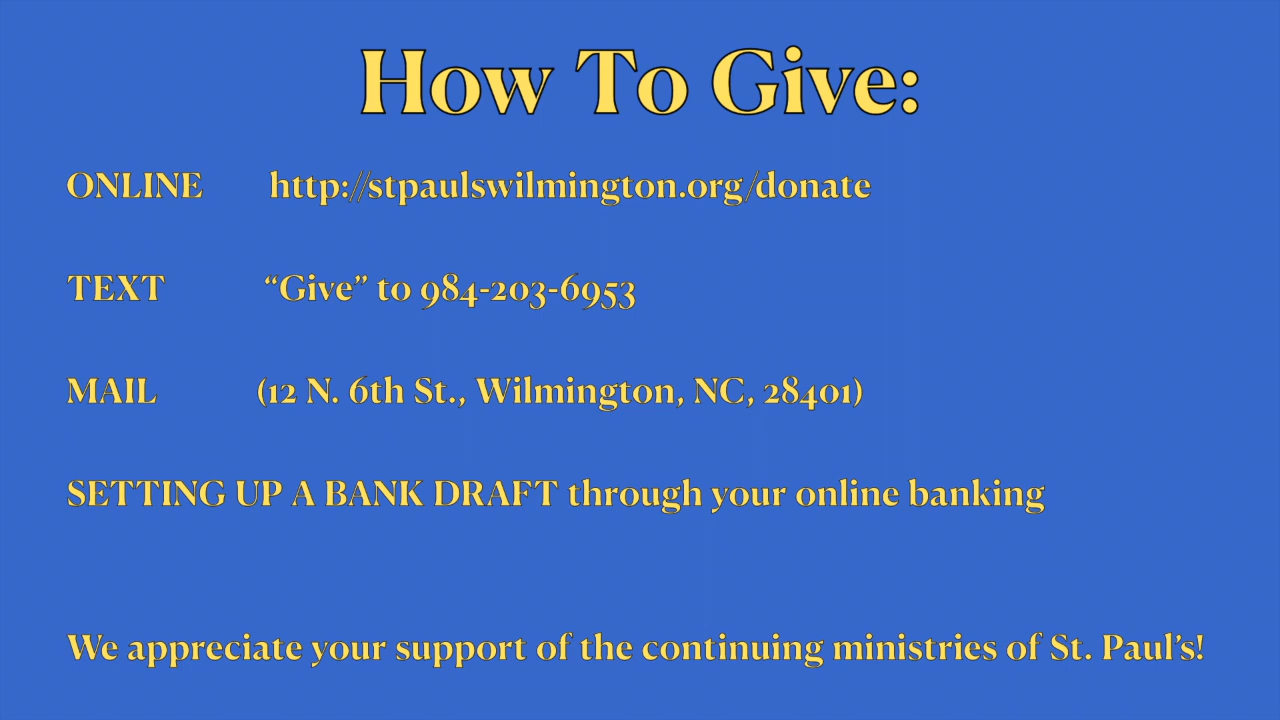 How To Give:
ONLINE http://stpaulswilmington.org/donate
TEXT “Give” to 984-203-6953
MAIL (12 N. 6th St., Wilmington, NC, 28401)
SETTING UP A BANK DRAFT through your online banking
We appreciate your support of the continuing ministries of St. Paul’s!